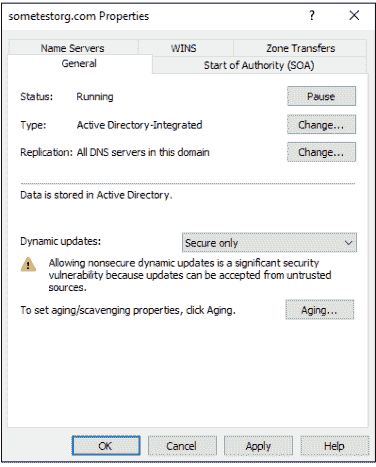 sometestorg.com Properties
?
Name Servers WINS Zone Transfers
General Start of Authority (SOA)
Status: Running Pause
Type: Active Directory-Integrated Change...
Replication: All DNS servers in this domain Change...
Data is stored in Active Directory.
Dynamic updates: Secure only
Allowing nonsecure dynamic updates is a significant security
vulnerability because updates can be accepted from untrusted
sources.
To set aging/scavenging properties, click Aging. Aging...
OK Cancel Apply Help